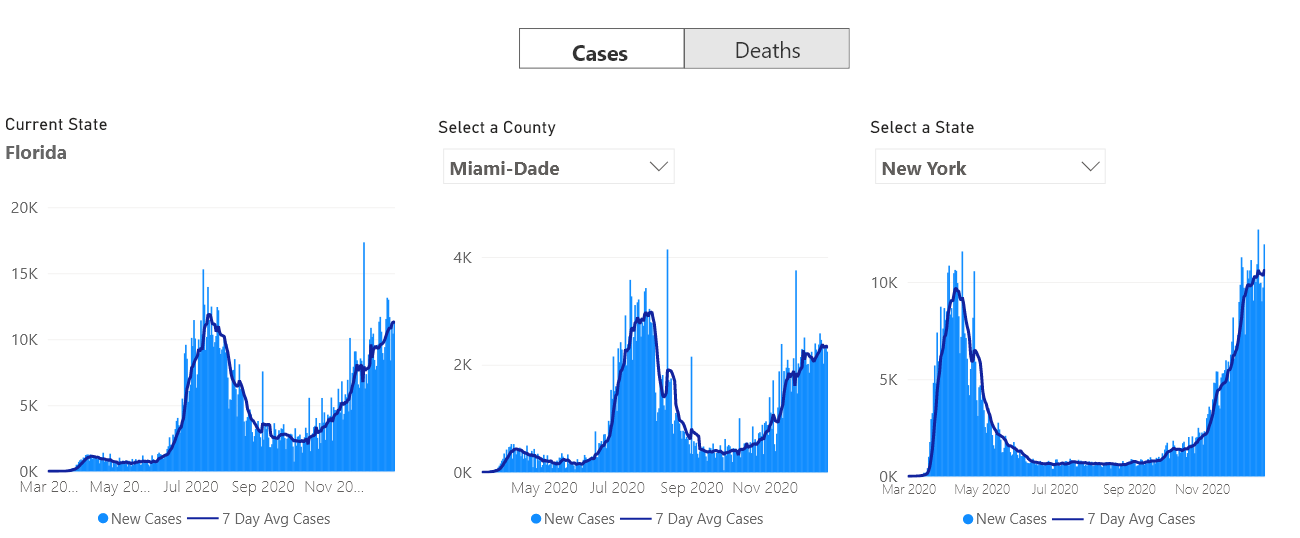 Cases
Deaths
Current State
Florida
20K
15K
10K
5K
0K
Mar 20... May 20... Jul 2020 Sep 2020 Nov 20...
New Cases 7 Day Avg Cases
Select a County
Miami-Dade
4K
2K
0K
May 2020 Jul 2020 Sep 2020 Nov 2020
New Cases 7 Day Avg Cases
Select a State
New York
10K
5K
0K
Mar 2020 May 2020 Jul 2020 Sep 2020 Nov 2020
New Cases 7 Day Avg Cases